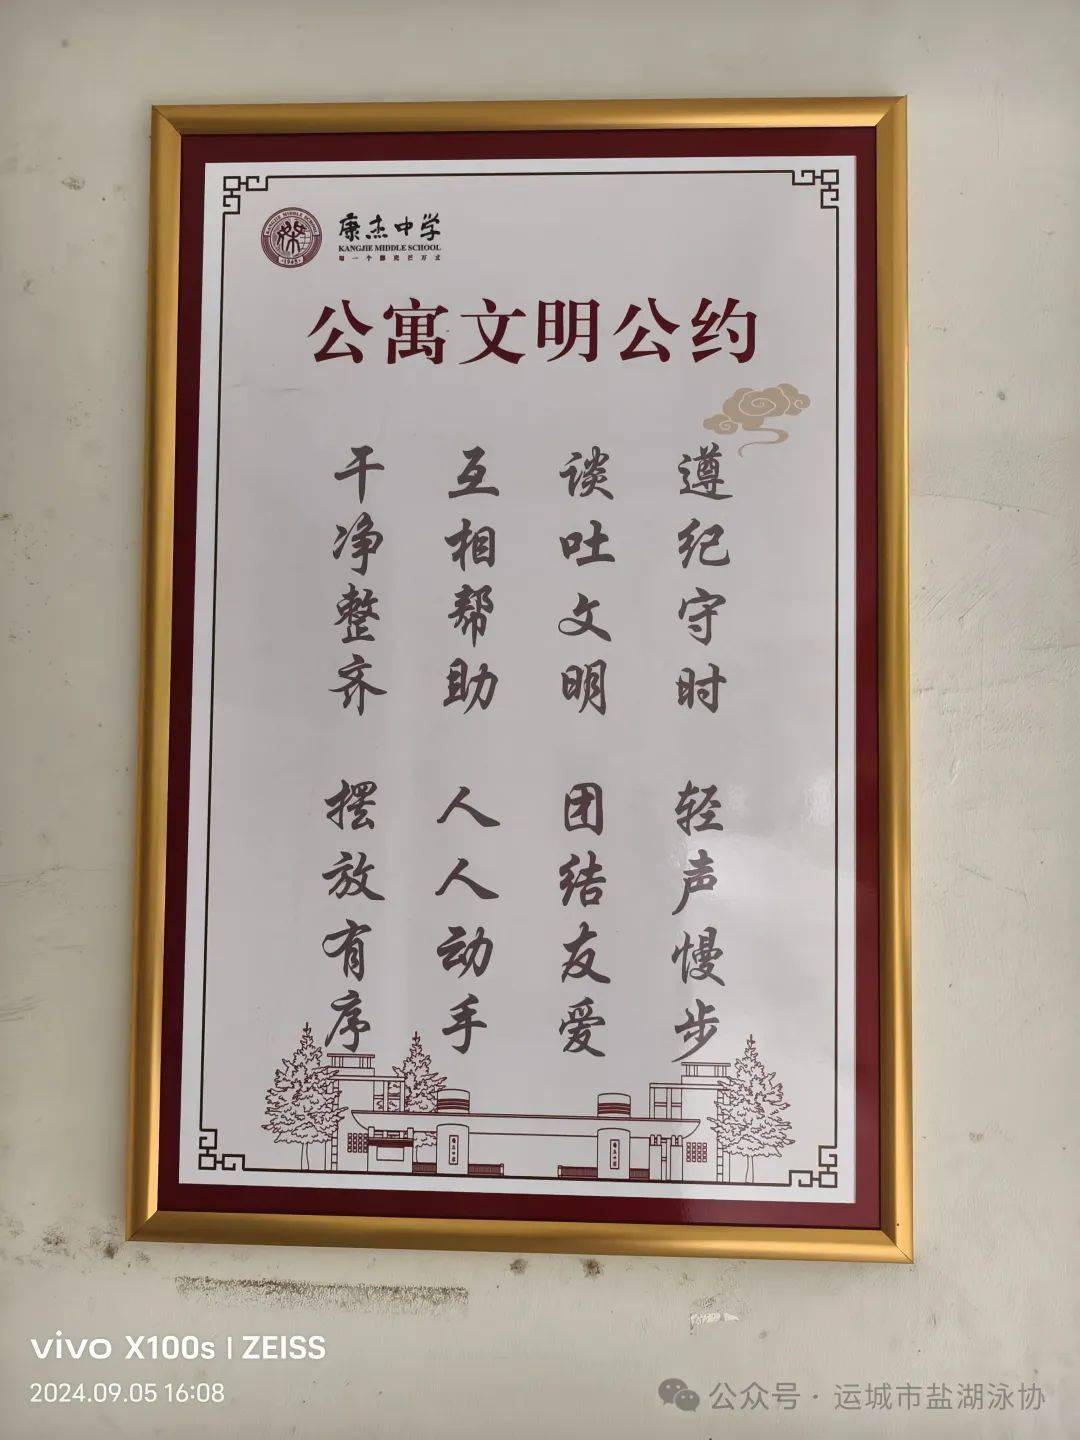 康杰中学
KANGJIE MIDDLE SCHOOL
公寓文明公约
遵纪守时 轻声慢步
谈吐文明 团结友爱
互相帮助 人人动手
干净整齐 摆放有序
vivo X100s | ZEISS
2024.09.05 16:08
公众号 · 运城市盐湖泳协